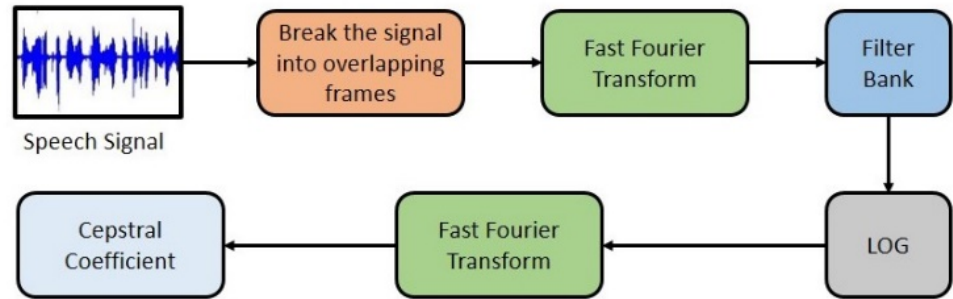 Speech Signal
Break the signal
into overlapping
frames
Fast Fourier
Transform
Filter
Bank
LOG
Fast Fourier
Transform
Cepstral
Coefficient